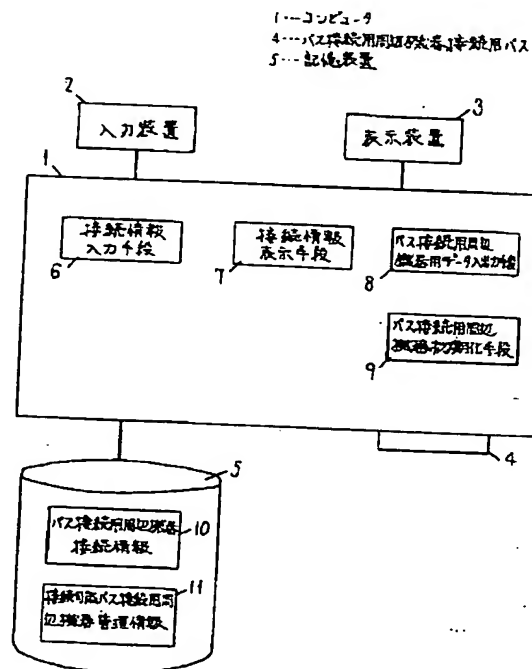 1---コンピュータ
4---バス接続用周辺機器接続用バス
5---記憶装置
2
入力装置
3
表示装置
1
接続情報
入力手段
6
接続情報
表示手段
7
バス接続用周辺
機器用データ入出力手段
8
バス接続用周辺
機器初期化手段
9
4
5
バス接続用周辺機器
接続情報
10
接続可能バス接続用周
辺機器管理情報
11